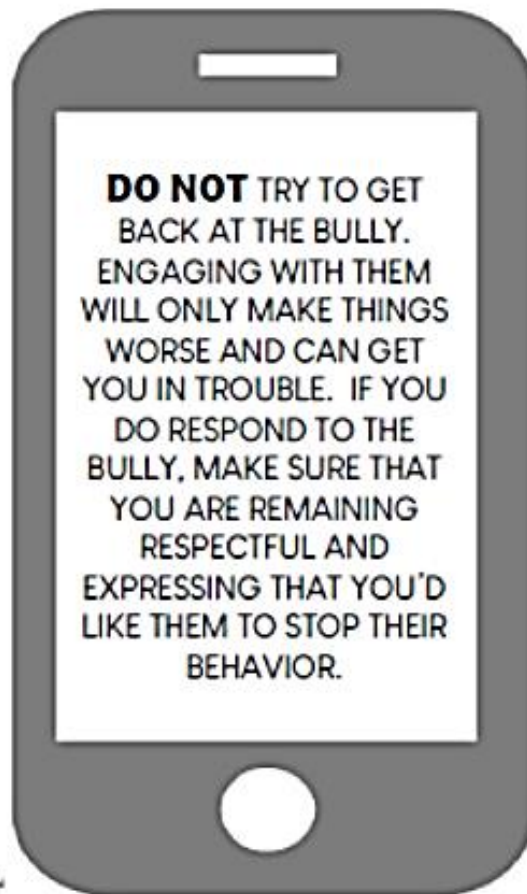 DO NOT TRY TO GET
BACK AT THE BULLY.
ENGAGING WITH THEM
WILL ONLY MAKE THINGS
WORSE AND CAN GET
YOU IN TROUBLE.  IF YOU
DO RESPOND TO THE
BULLY, MAKE SURE THAT
YOU ARE REMAINING
RESPECTFUL AND
EXPRESSING THAT YOU'D
LIKE THEM TO STOP THEIR
BEHAVIOR.